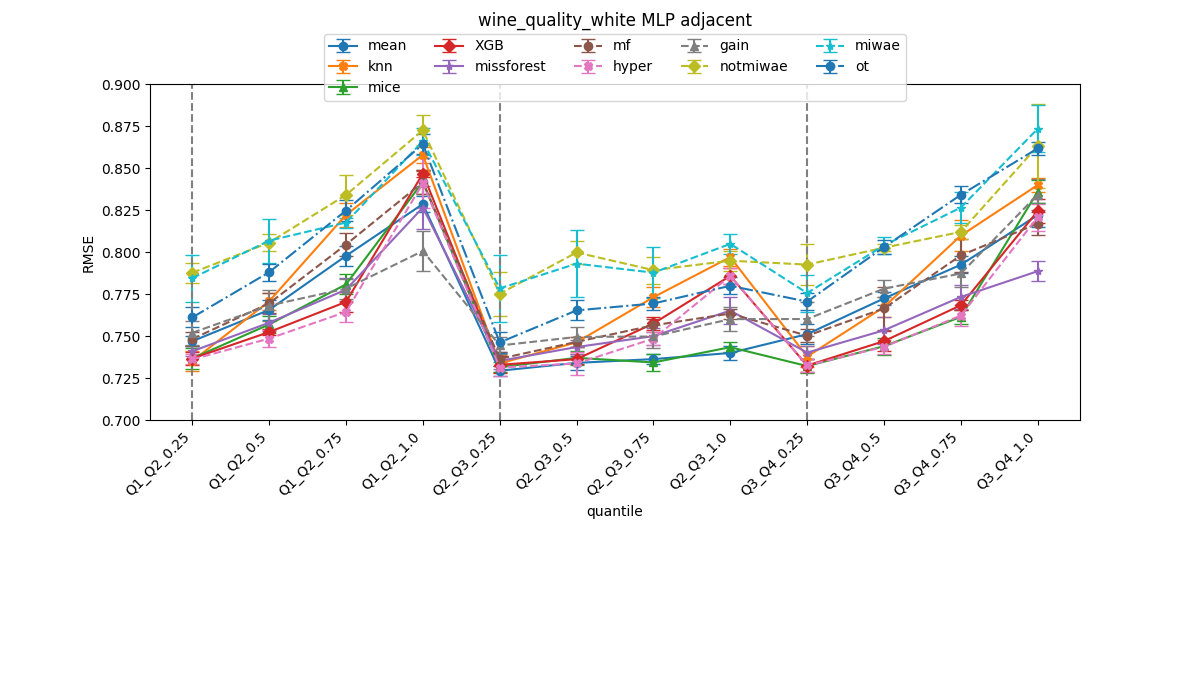 wine_quality_white MLP adjacent
mean XGB mf gain miwae
knn missforest hyper notmiwae ot
mice
0.900
0.875
0.850
0.825
0.800
0.775
0.750
0.725
0.700
RMSE
Q1_Q2_0.25
Q1_Q2_0.5
Q1_Q2_0.75
Q1_Q2_1.0
Q2_Q3_0.25
Q2_Q3_0.5
Q2_Q3_0.75
Q2_Q3_1.0
Q3_Q4_0.25
Q3_Q4_0.5
Q3_Q4_0.75
Q3_Q4_1.0
quantile